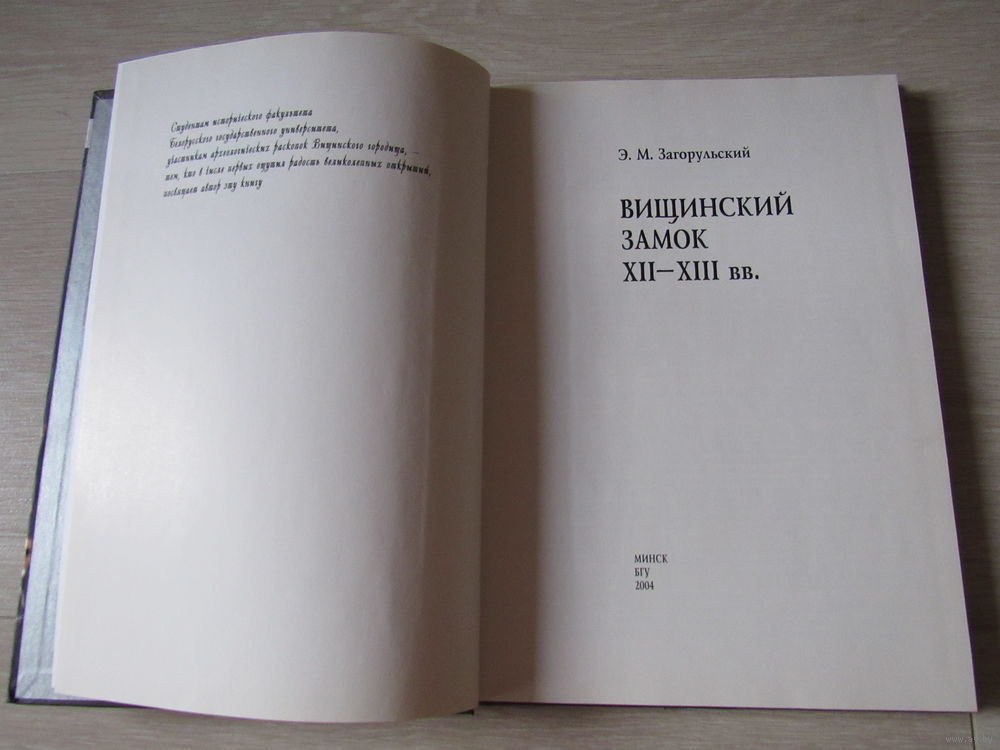 Студентам исторического факультета
Белорусского государственного университета,
участникам археологических раскопок Вищинского городища, —
тем, кто в числе первых ощутил радость великолепных открытий,
посвящает автор эту книгу
Э. М. Загорульский
ВИЩИНСКИЙ
ЗАМОК
XII—XIII вв.
МИНСК
БГУ
2004